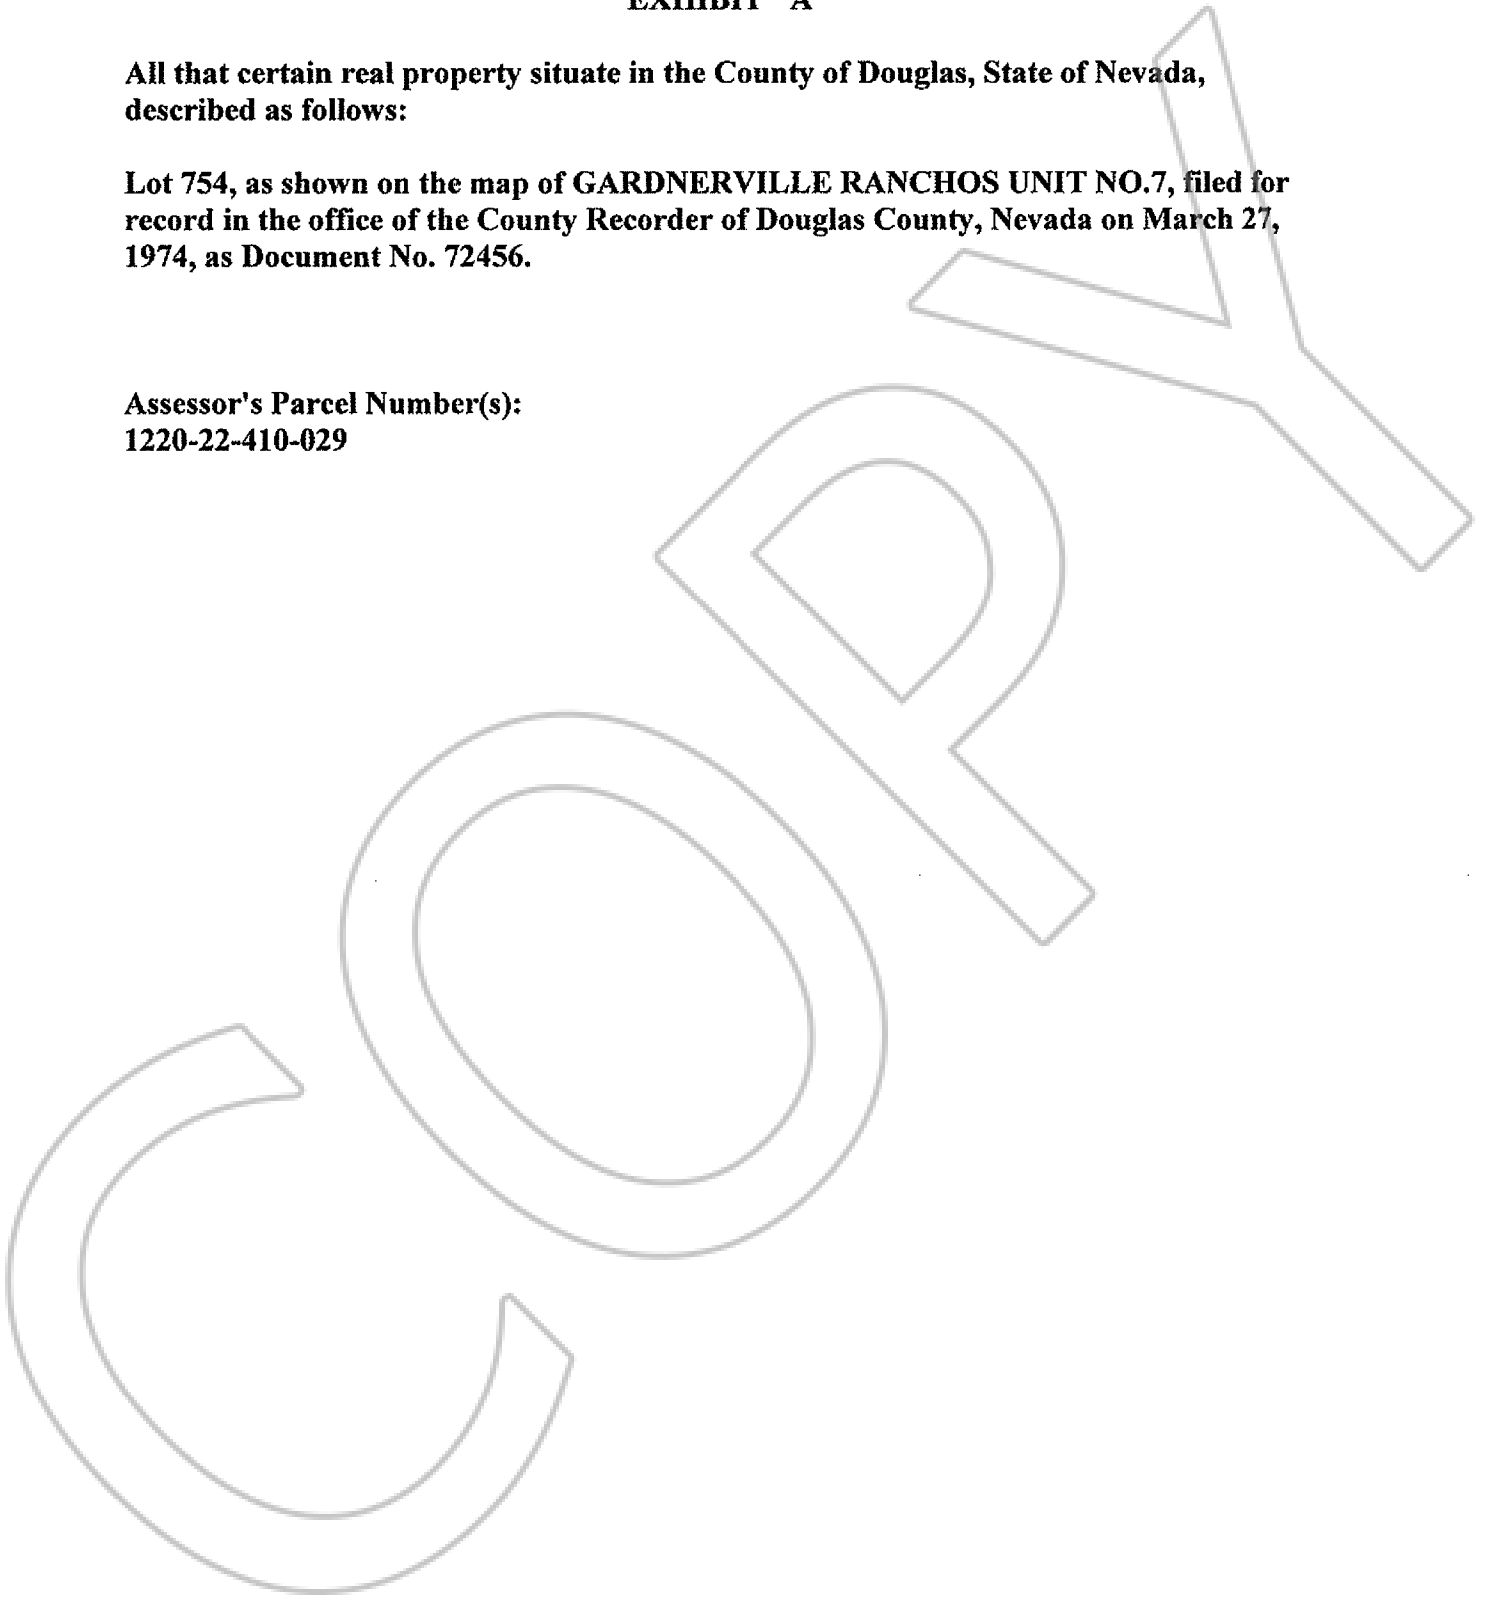 EXHIBIT A
All that certain real property situate in the County of Douglas, State of Nevada,
described as follows:
Lot 754, as shown on the map of GARDNERVILLE RANCHOS UNIT NO.7, filed for
record in the office of the County Recorder of Douglas County, Nevada on March 27,
1974, as Document No. 72456.
Assessor's Parcel Number(s):
1220-22-410-029
COPY